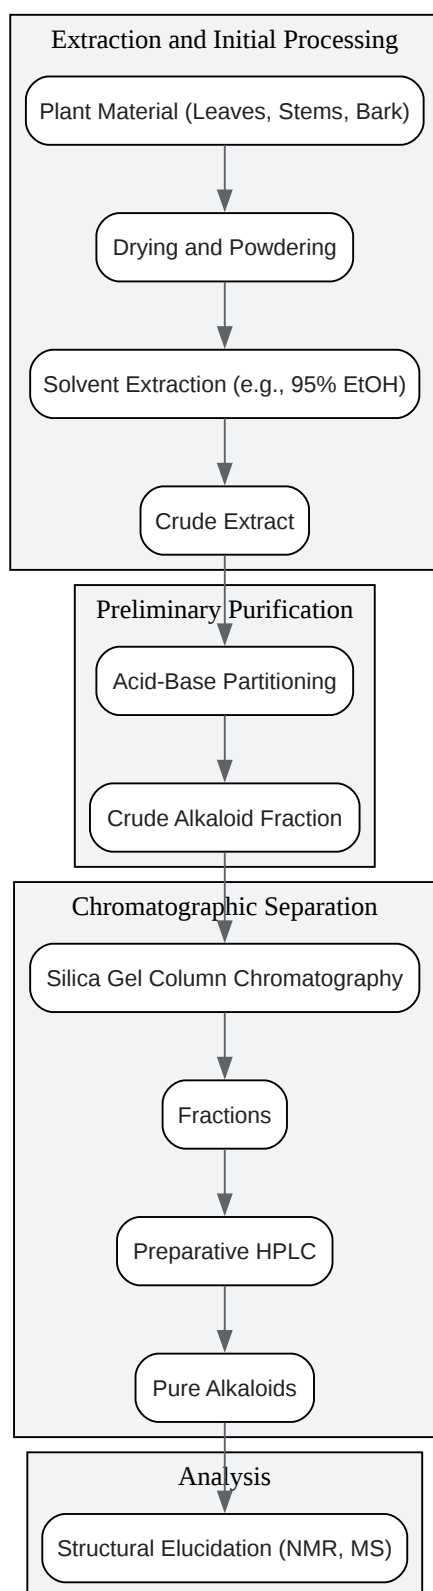 Extraction and Initial Processing
Plant Material (Leaves, Stems, Bark)
Drying and Powdering
Solvent Extraction (e.g., 95% EtOH)
Crude Extract
Preliminary Purification
Acid-Base Partitioning
Crude Alkaloid Fraction
Chromatographic Separation
Silica Gel Column Chromatography
Fractions
Preparative HPLC
Pure Alkaloids
Analysis
Structural Elucidation (NMR, MS)